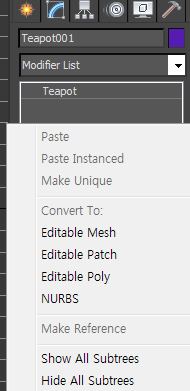 Teapot001
Modifier List
Teapot
Paste
Paste Instanced
Make Unique
Convert To:
Editable Mesh
Editable Patch
Editable Poly
NURBS
Make Reference
Show All Subtrees
Hide All Subtrees